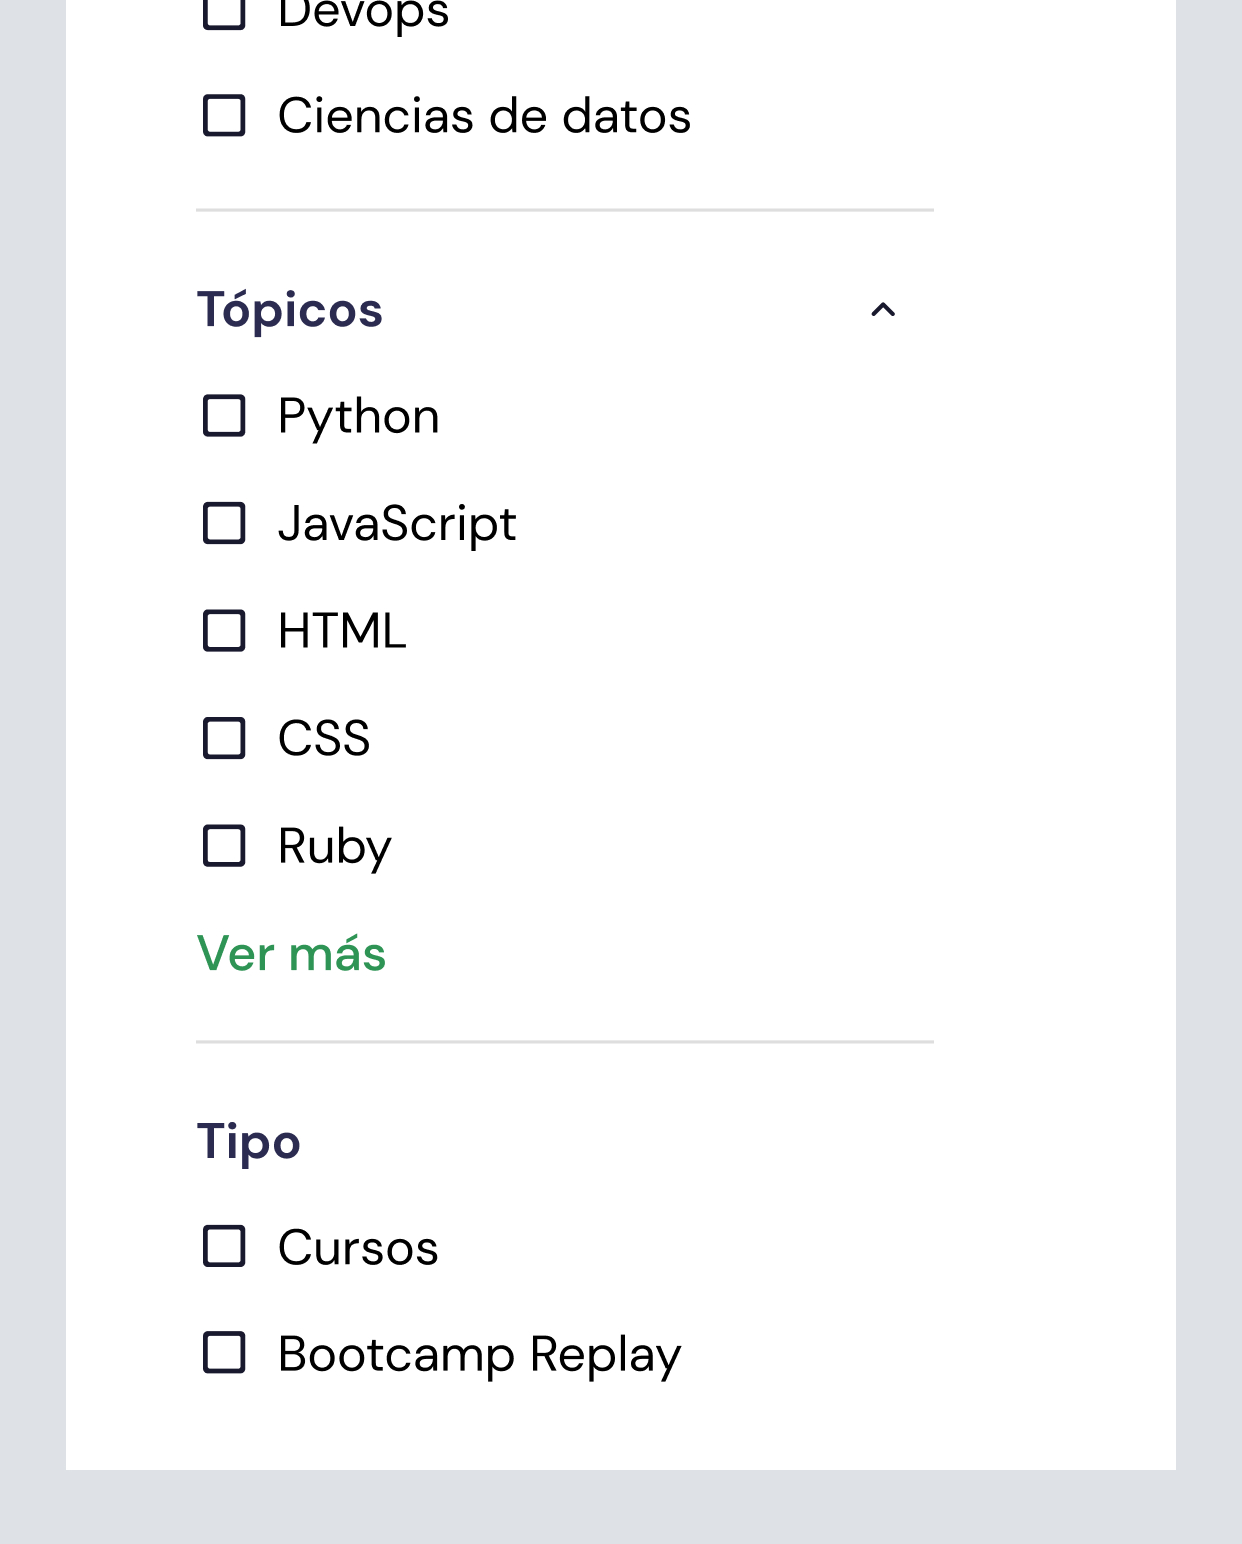 Devops
Ciencias de datos
Tópicos
Python
JavaScript
HTML
CSS
Ruby
Ver más
Tipo
Cursos
Bootcamp Replay